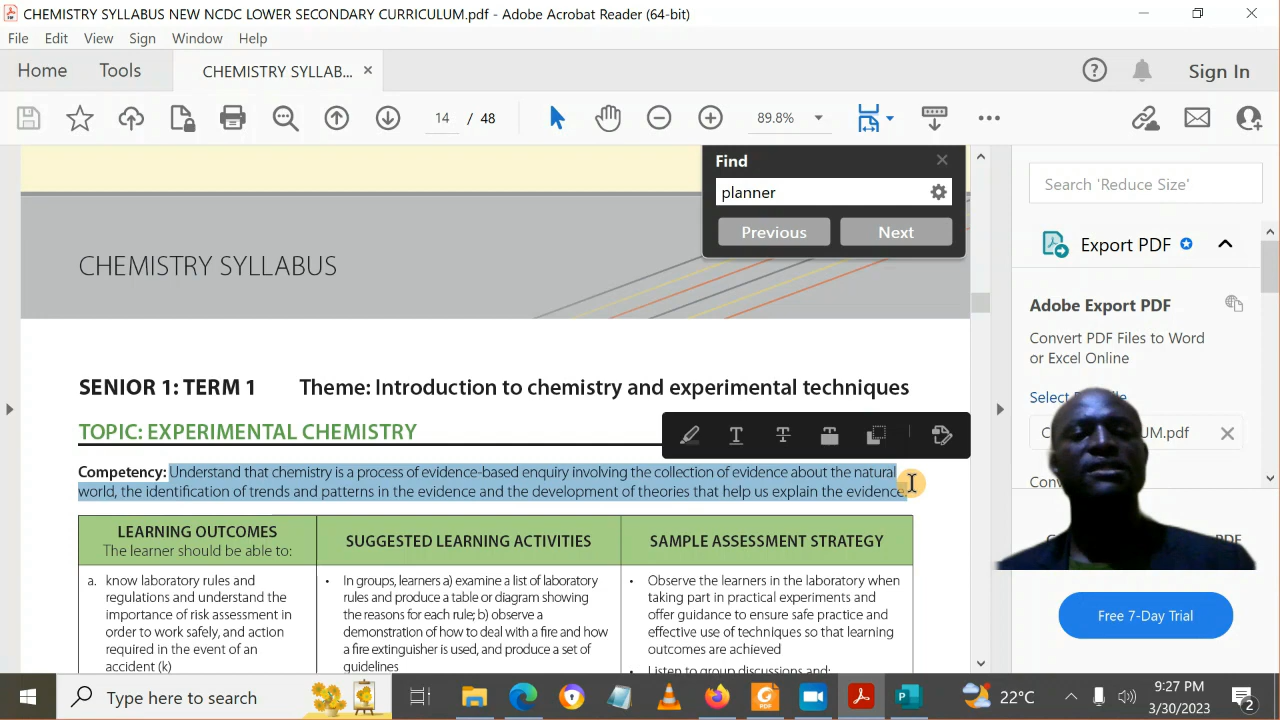 CHEMISTRY SYLLABUS NEW NCDC LOWER SECONDARY CURRICULUM.pdf - Adobe Acrobat Reader (64-bit)
File Edit View Sign Window Help
Home Tools CHEMISTRY SYLLAB... Sign In
14 / 48 89.8%
Find
planner
Previous Next
Search 'Reduce Size'
Export PDF
Adobe Export PDF
Convert PDF Files to Word
or Excel Online
Select
UM.pdf
Free 7-Day Trial
CHEMISTRY SYLLABUS
SENIOR 1: TERM 1 Theme: Introduction to chemistry and experimental techniques
TOPIC: EXPERIMENTAL CHEMISTRY
Competency: Understand that chemistry is a process of evidence-based enquiry involving the collection of evidence about the natural
world, the identification of trends and patterns in the evidence and the development of theories that help us explain the evidence
LEARNING OUTCOMES
The learner should be able to:
SUGGESTED LEARNING ACTIVITIES
SAMPLE ASSESSMENT STRATEGY
a. know laboratory rules and
regulations and understand the
importance of risk assessment in
order to work safely, and action
required in the event of an
accident (k)
• In groups, learners a) examine a list of laboratory
rules and produce a table or diagram showing
the reasons for each rule; b) observe a
demonstration of how to deal with a fire and how
a fire extinguisher is used, and produce a set of
guidelines
• Observe the learners in the laboratory when
taking part in practical experiments and
offer guidance to ensure safe practice and
effective use of techniques so that learning
outcomes are achieved
• Listen to group discussions and:
Type here to search
22°C
9:27 PM
3/30/2023
2